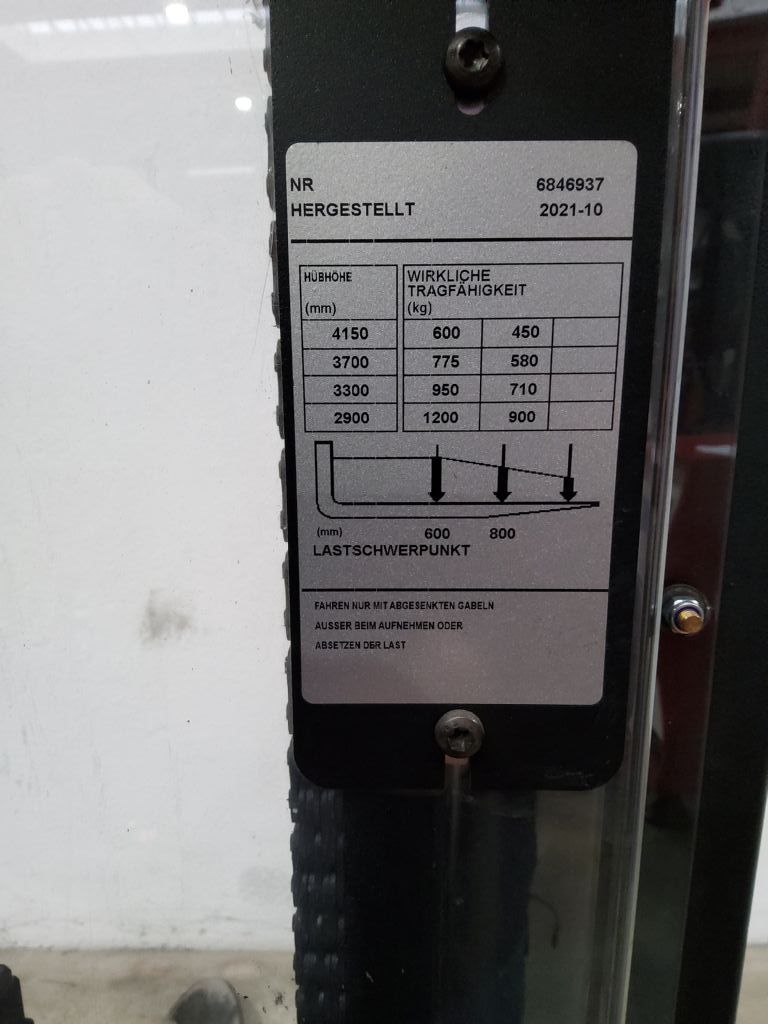 NR 6846937
HERGESTELLT 2021-10
HÜBHÖHE
(mm)
WIRKLICHE
TRAGFÄHIGKEIT
(kg)
4150 600 450
3700 775 580
3300 950 710
2900 1200 900
(mm) 600 800
LASTSCHWERPUNKT
FAHREN NUR MIT ABGESENKTEN GABELN
AUSSER BEIM AUFNEHMEN ODER
ABSETZEN DER LAST